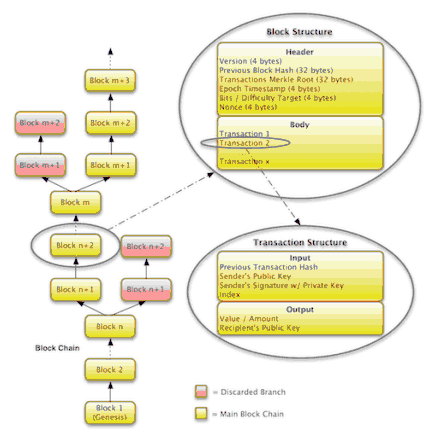 Block Structure
Header
Version (4 bytes)
Previous Block Hash (32 bytes)
Transactions Merkle Root (32 bytes)
Epoch Timestamp (4 bytes)
Bits / Difficulty Target (4 bytes)
Nonce (4 bytes)
Body
Transaction 1
Transaction 2
Transaction x
Block m+3
Block m+2
Block m+2
Block m+1
Block m+1
Block m
Block n+2
Block n+2
Block n+1
Block n+1
Block n
Block Chain
Block 2
Block 1
(Genesis)
Transaction Structure
Input
Previous Transaction Hash
Sender's Public Key
Sender's Signature w/ Private Key
Index
Output
Value / Amount
Recipient's Public Key
= Discarded Branch
= Main Block Chain